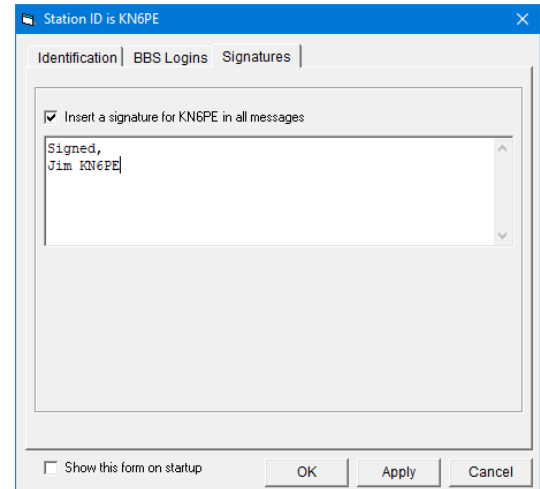 Station ID is KN6PE
Identification BBS Logins Signatures
Insert a signature for KN6PE in all messages
Signed,
Jim KN6PE
Show this form on startup OK Apply Cancel